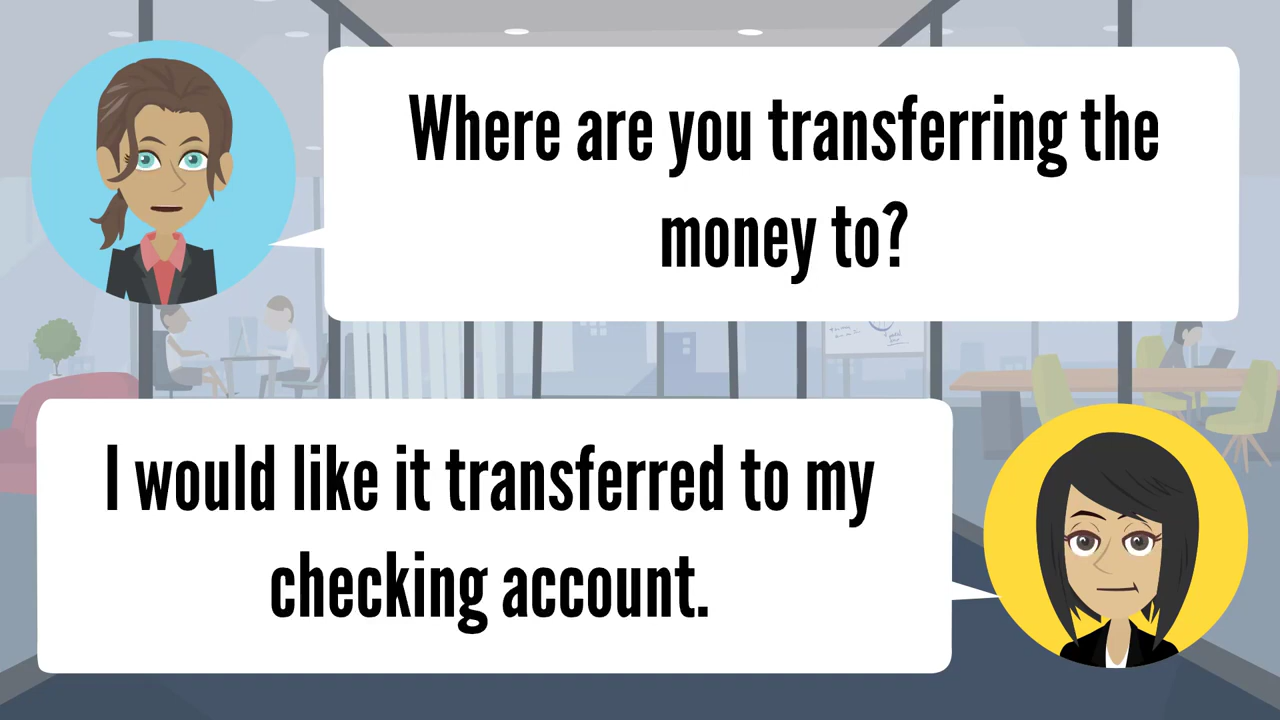 Where are you transferring the
money to?
I would like it transferred to my
checking account.